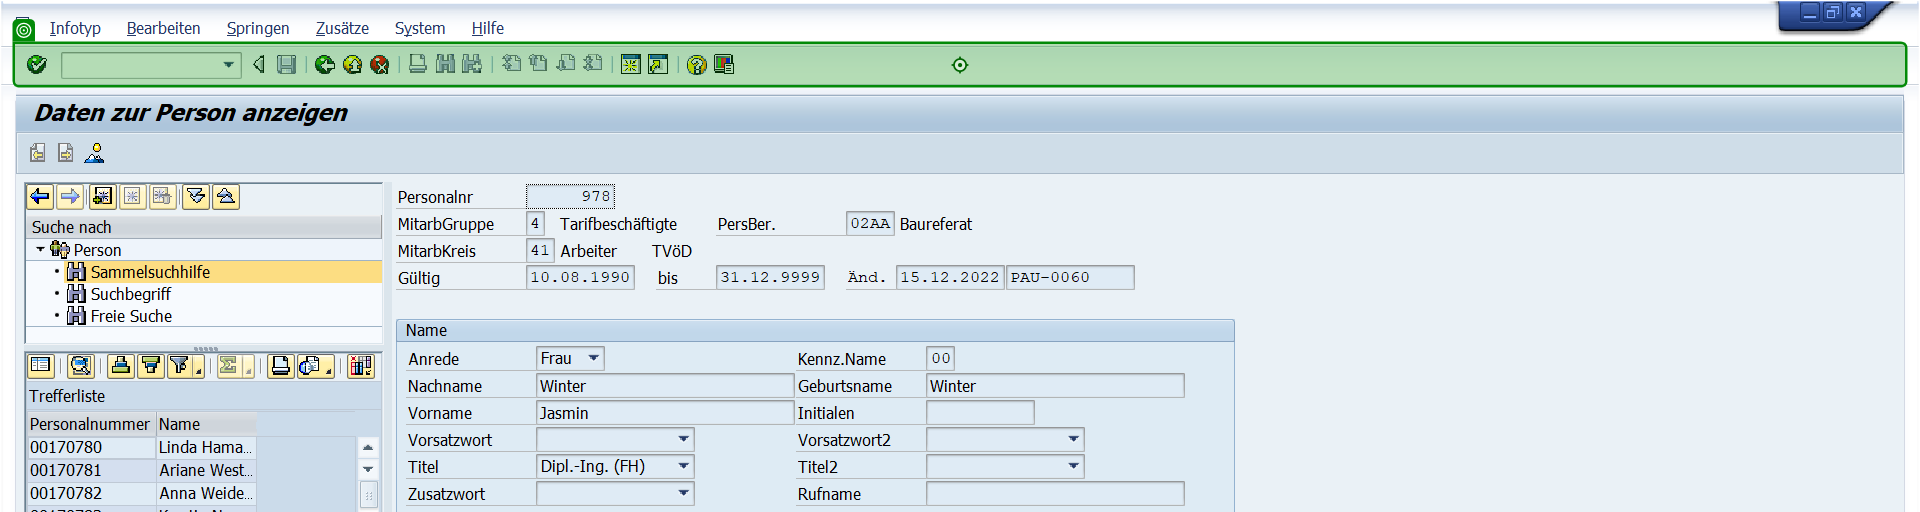 Infotyp Bearbeiten Springen Zusätze System Hilfe
Daten zur Person anzeigen
Suche nach
Person
Sammelsuchhilfe
Suchbegriff
Freie Suche
Trefferliste
Personalnummer Name
00170780 Linda Hama...
00170781 Ariane West...
00170782 Anna Weide...
Personalnr 978
MitarbGruppe 4 Tarifbeschäftigte PersBer. 02AA Baureferat
MitarbKreis 41 Arbeiter TVöD
Gültig 10.08.1990 bis 31.12.9999 Änd. 15.12.2022 PAU-0060
Name
Anrede Frau Kennz.Name 00
Nachname Winter Geburtsname Winter
Vorname Jasmin Initialen
Vorsatzwort Vorsatzwort2
Titel Dipl.-Ing. (FH) Titel2
Zusatzwort Rufname